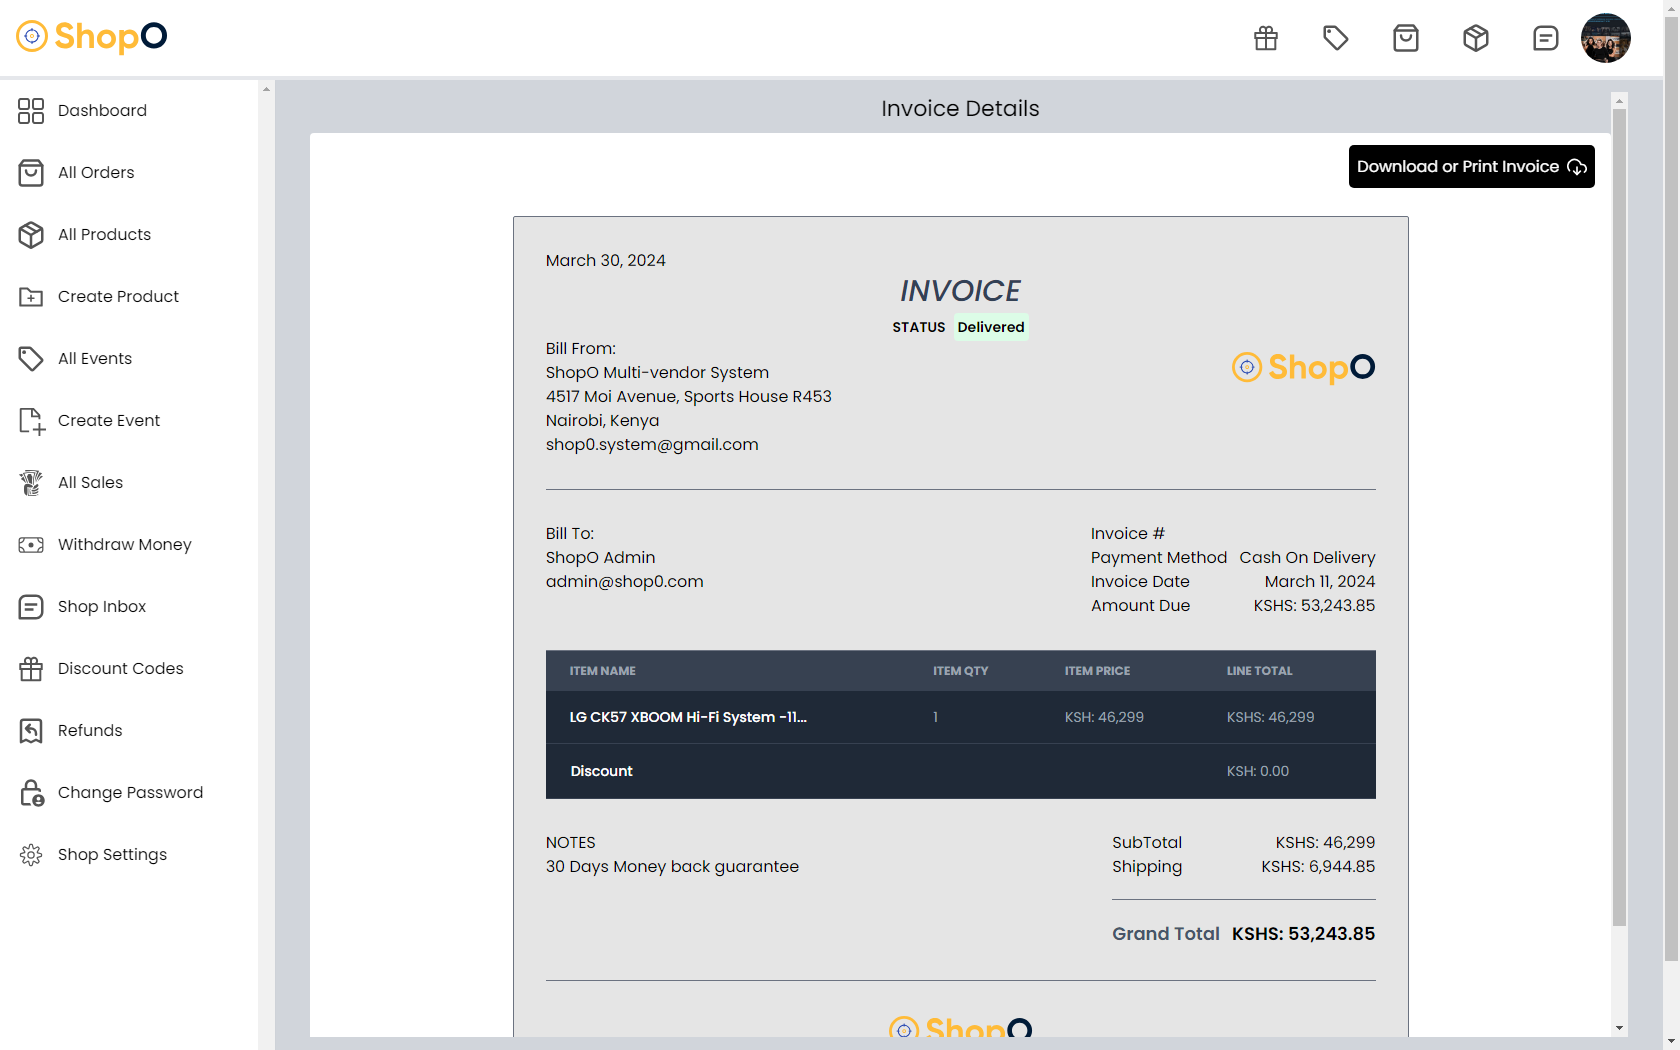 ShopO
Dashboard
All Orders
All Products
Create Product
All Events
Create Event
All Sales
Withdraw Money
Shop Inbox
Discount Codes
Refunds
Change Password
Shop Settings
Invoice Details
Download or Print Invoice
March 30, 2024
INVOICE
STATUS Delivered
Bill From:
ShopO Multi-vendor System
4517 Moi Avenue, Sports House R453
Nairobi, Kenya
shop0.system@gmail.com
ShopO
Bill To:
ShopO Admin
admin@shop0.com
Invoice #
Payment Method Cash On Delivery
Invoice Date March 11, 2024
Amount Due KSHS: 53,243.85
ITEM NAME ITEM QTY ITEM PRICE LINE TOTAL
LG CK57 XBOOM Hi-Fi System -11... 1 KSH: 46,299 KSHS: 46,299
Discount KSH: 0.00
NOTES
30 Days Money back guarantee
SubTotal KSHS: 46,299
Shipping KSHS: 6,944.85
Grand Total KSHS: 53,243.85
ShopO